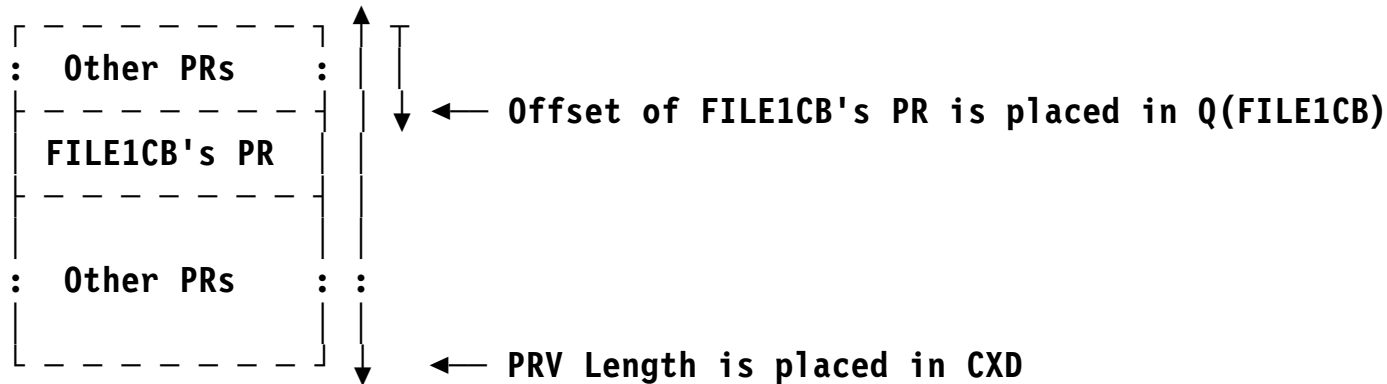 Other PRs
Offset of FILE1CB's PR is placed in Q(FILE1CB)
FILE1CB's PR
Other PRs
PRV Length is placed in CXD